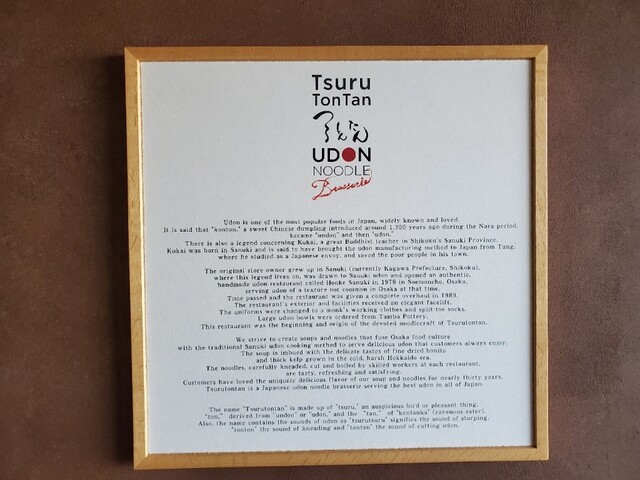 Tsuru
TonTan
UDON
NOODLE
Brasserie
Udon is one of the most popular foods in Japan, widely known and loved.
It is said that "konton," a sweet Chinese dumpling introduced around 1,300 years ago during the Nara period,
became "undon" and then "udon."
There is also a legend concerning Kukai, a great Buddhist teacher in Shikoku's Sanuki Province.
Kukai was born in Sanuki and is said to have brought the udon manufacturing method to Japan from Tang,
where he studied as a Japanese envoy, and saved the poor people in his town.
The original store owner grew up in Sanuki (currently Kagawa Prefecture, Shikoku),
where this legend lives on, was drawn to Sanuki udon and opened an authentic,
handmade udon restaurant called Honke Sanuki in 1979 in Soemoncho, Osaka,
serving udon of a texture not common in Osaka at that time.
Time passed and the restaurant was given a complete overhaul in 1989.
The restaurant's exterior and facilities received an elegant facelift.
The uniforms were changed to a monk's working clothes and split-toe socks.
Large udon bowls were ordered from Tamba Pottery.
This restaurant was the beginning and origin of the devoted noodlecraft of Tsurutontan.
We strive to create soups and noodles that fuse Osaka food culture
with the traditional Sanuki udon cooking method to serve delicious udon that customers always enjoy.
The soup is imbued with the delicate tastes of fine dried bonito
and thick kelp grown in the cold, harsh Hokkaido sea.
The noodles, carefully kneaded, cut and boiled by skilled workers at each restaurant,
are tasty, refreshing and satisfying.
Customers have loved the uniquely delicious flavor of our soup and noodles for nearly thirty years.
Tsurutontan is a Japanese udon noodle brasserie serving the best udon in all of Japan.
The name "Tsurutontan" is made up of "tsuru," an auspicious bird or pleasant thing,
"ton," derived from "undon" or "udon," and the "tan," of "kentanka" (ravenous eater).
Also, the name contains the sounds of udon as "tsurutsuru" signifies the sound of slurping,
"tonton" the sound of kneading and "tantan" the sound of cutting udon.